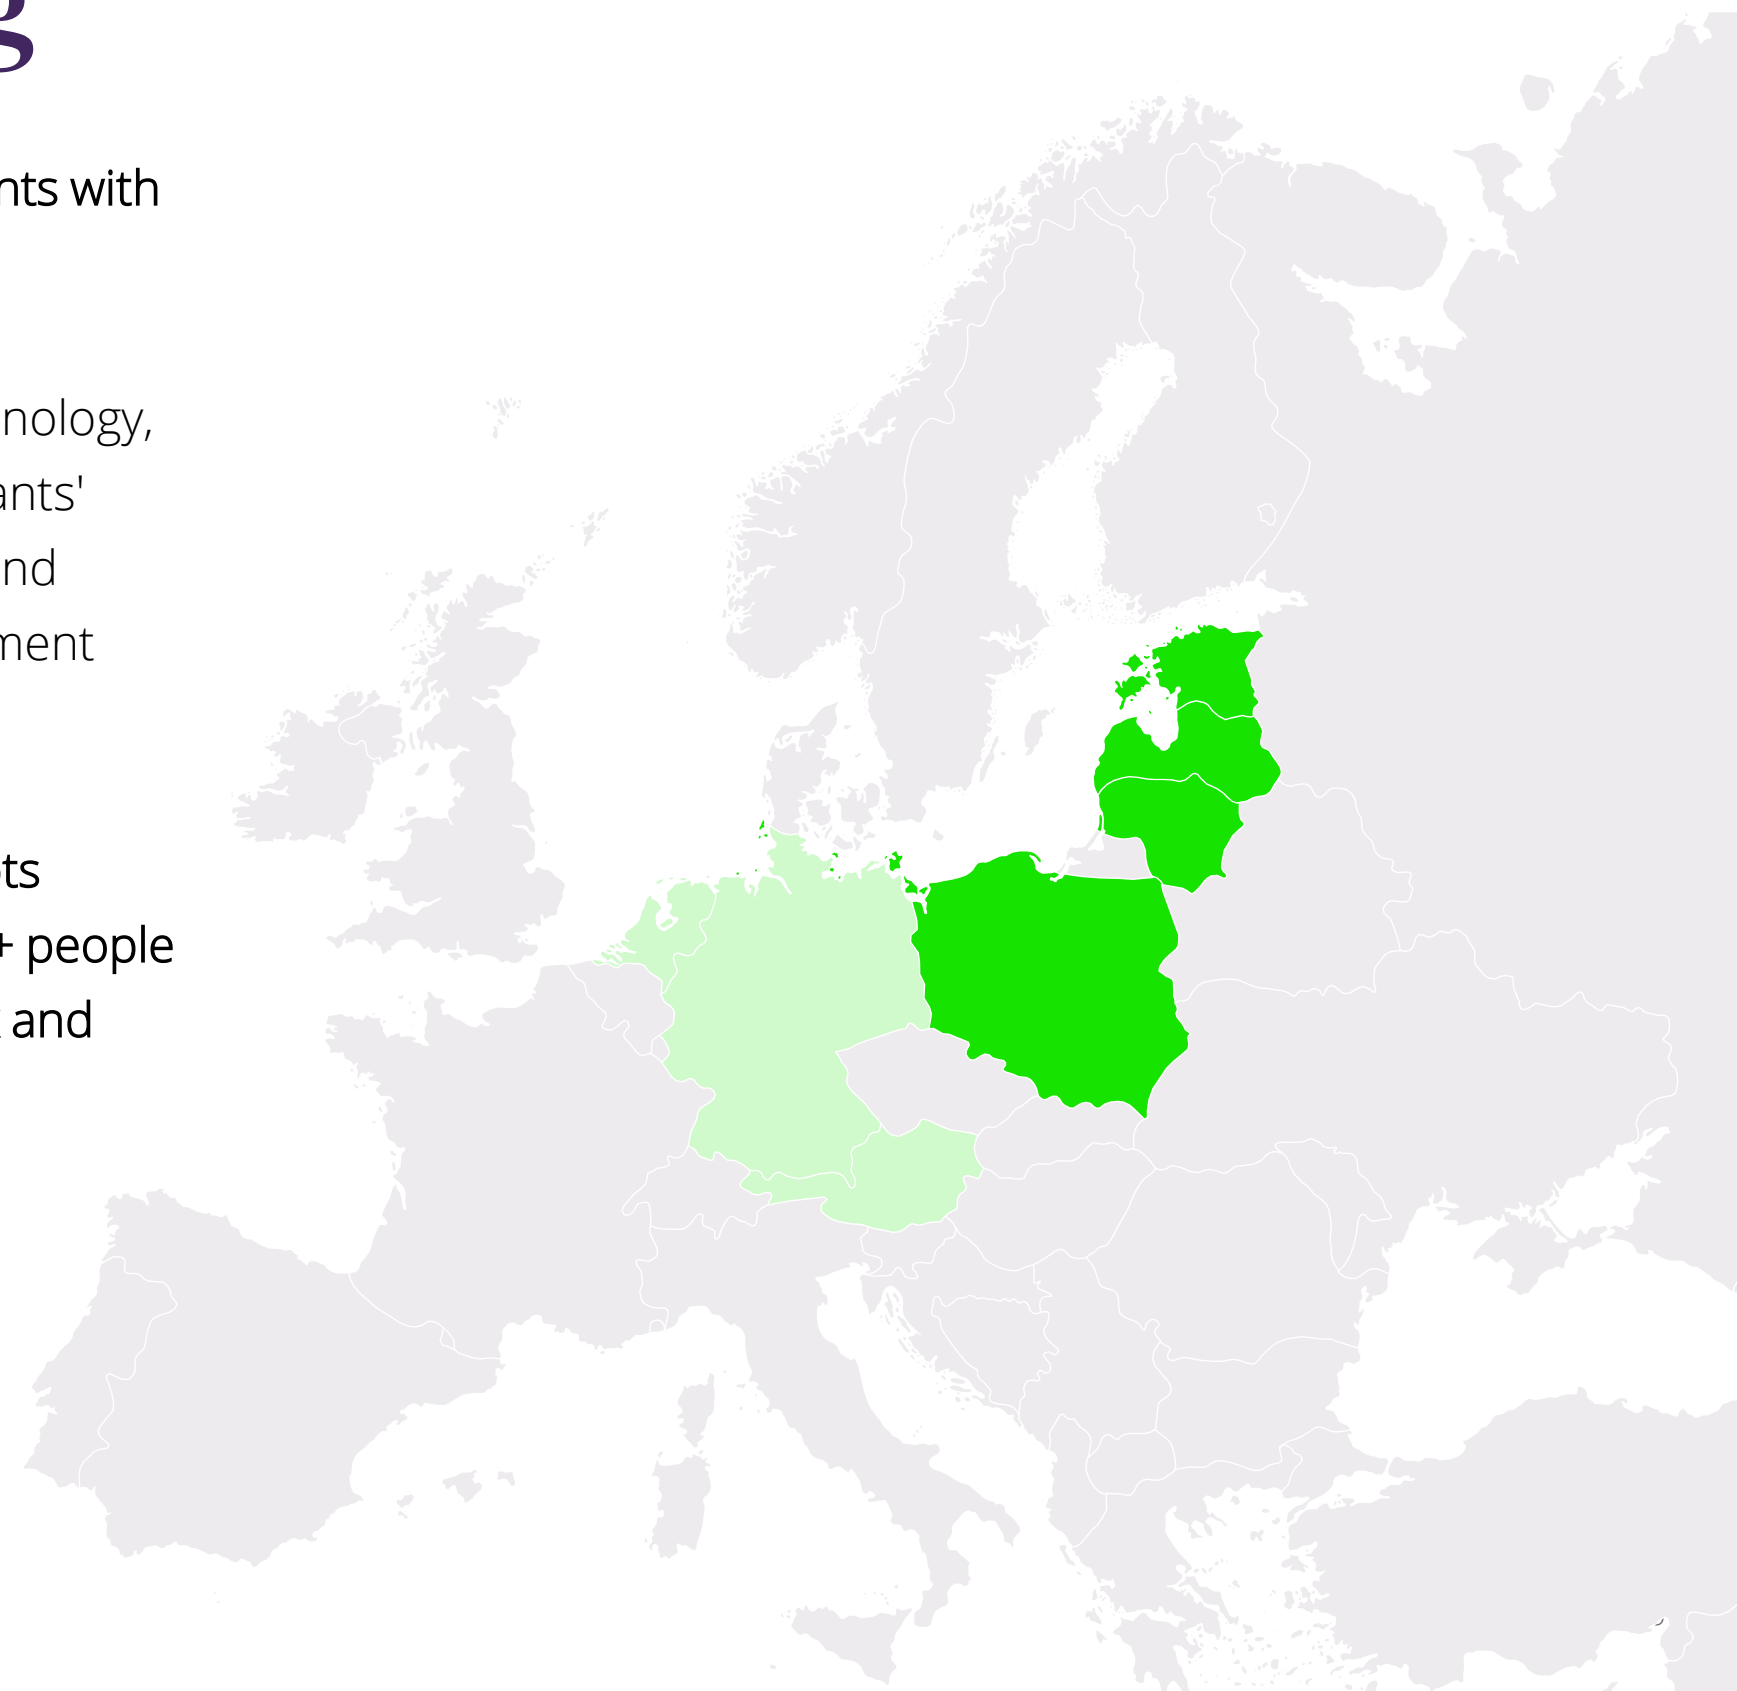 g
nts with
nology,
ants'
nd
ment
ts
+ people
and